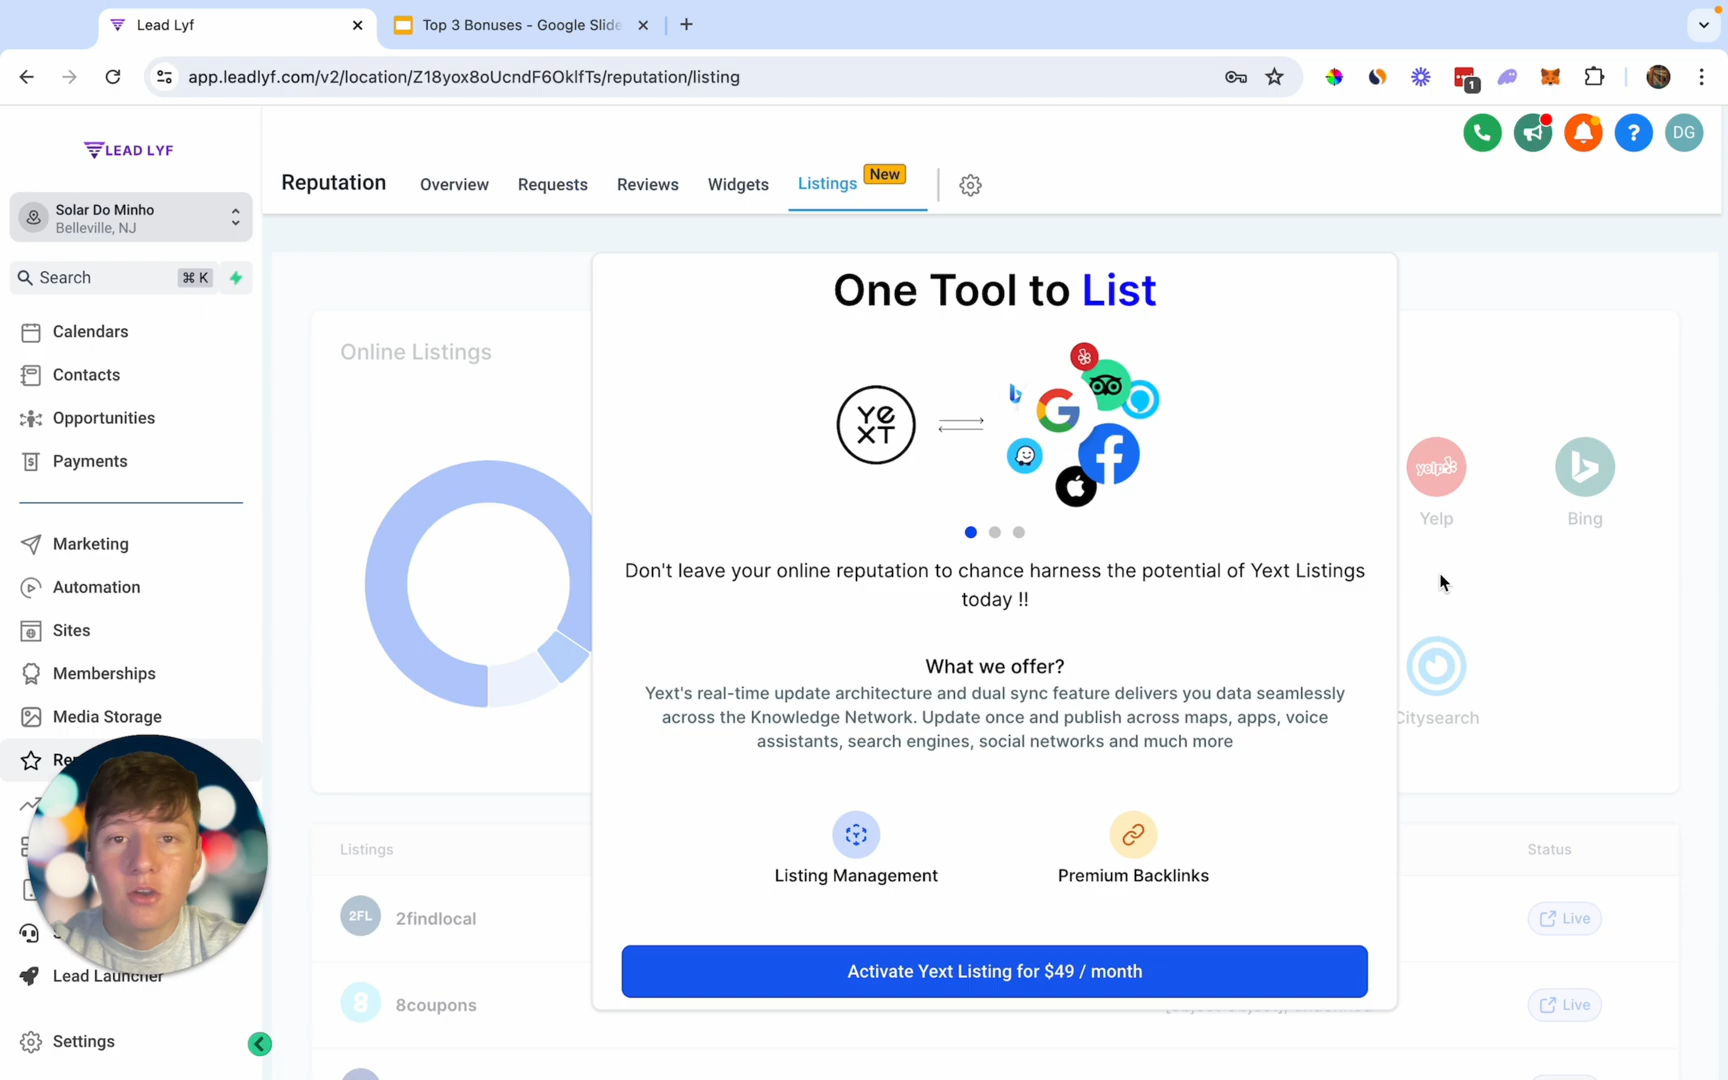 Lead Lyf
Top 3 Bonuses - Google Slide
app.leadlyf.com/v2/location/Z18yox8oUcndF6OklfTs/reputation/listing
1
LEAD LYF
DG
Reputation
Overview
Requests
Reviews
Widgets
Listings
New
Solar Do Minho
Belleville, NJ
Search
⌘ K
Calendars
Contacts
Opportunities
Payments
Marketing
Automation
Sites
Memberships
Media Storage
Lead Launcher
Settings
Online Listings
One Tool to List
YEXT
Don't leave your online reputation to chance harness the potential of Yext Listings
today !!
What we offer?
Yext's real-time update architecture and dual sync feature delivers you data seamlessly
across the Knowledge Network. Update once and publish across maps, apps, voice
assistants, search engines, social networks and much more
Listing Management
Premium Backlinks
Activate Yext Listing for $49 / month
yelp
Yelp
Bing
Citysearch
Listings
Status
2FL
2findlocal
Live
8
8coupons
Live